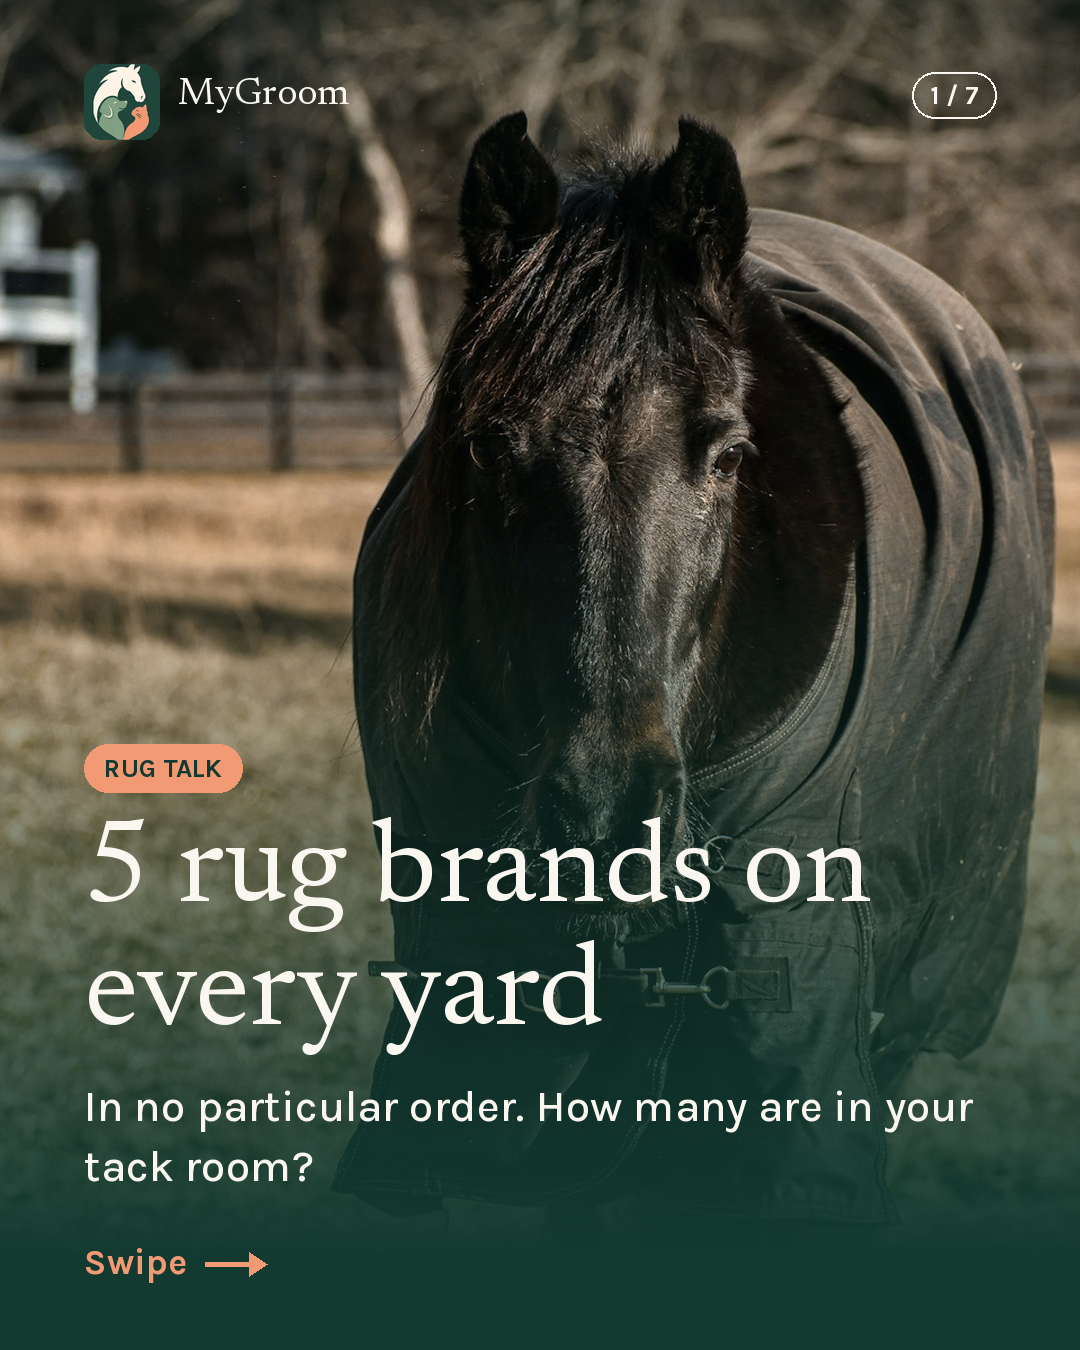 MyGroom
1 / 7
RUG TALK
5 rug brands on
every yard
In no particular order. How many are in your
tack room?
Swipe